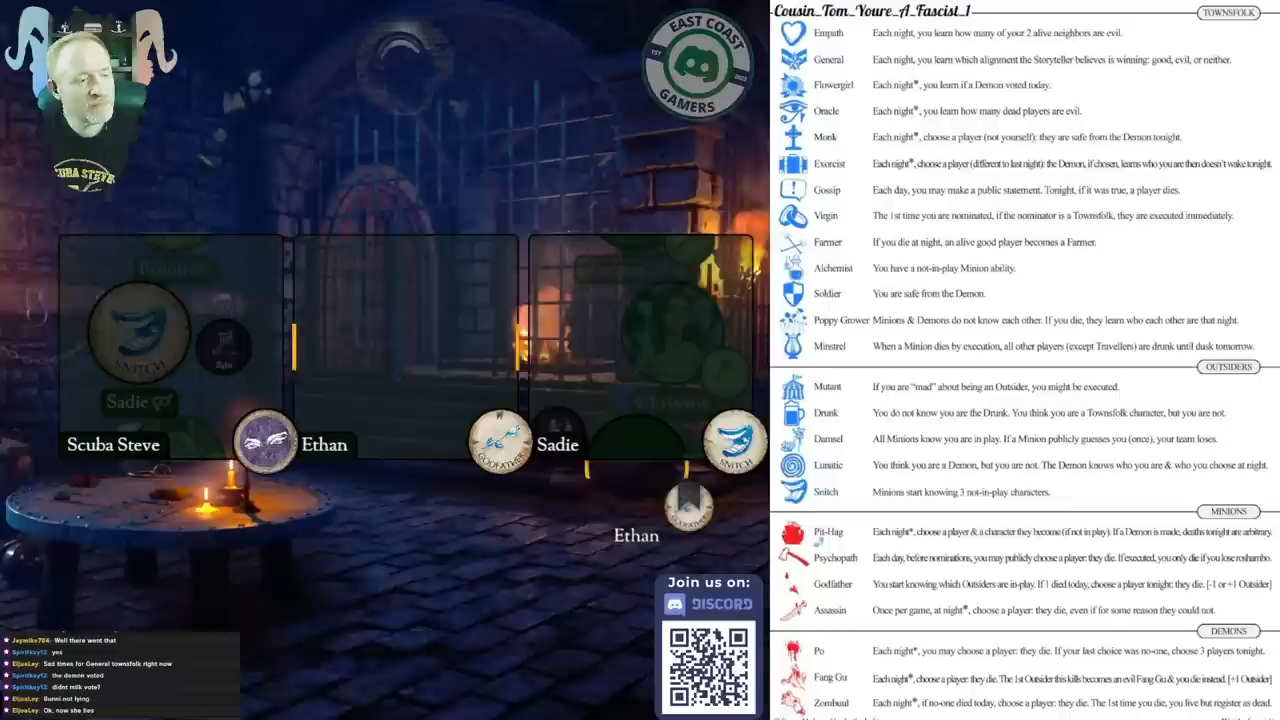 EAST COAST
EST
2022
GAMERS
SCUBA STEVE
SNITCH
Sadie
Scuba Steve
Ethan
GODFATHER
Sadie
SNITCH
Ethan
Join us on:
DISCORD
Jaymike784: Well there went that
Spiritkey12 yes
EljuaLey: Sad times for General townsfolk right now
Spiritkey12 the demon voted
Spiritkey12 didnt milk vote?
EljuaLey: Bunni not lying
EljuaLey: Ok, now she lies
Cousin_Tom_Youre_A_Fascist_1
TOWNSFOLK
Empath Each night, you learn how many of your 2 alive neighbors are evil.
General Each night, you learn which alignment the Storyteller believes is winning: good, evil, or neither.
Flowergirl Each night*, you learn if a Demon voted today.
Oracle Each night*, you learn how many dead players are evil.
Monk Each night*, choose a player (not yourself): they are safe from the Demon tonight.
Exorcist Each night*, choose a player (different to last night): the Demon, if chosen, learns who you are then doesn't wake tonight.
Gossip Each day, you may make a public statement. Tonight, if it was true, a player dies.
Virgin The 1st time you are nominated, if the nominator is a Townsfolk, they are executed immediately.
Farmer If you die at night, an alive good player becomes a Farmer.
Alchemist You have a not-in-play Minion ability.
Soldier You are safe from the Demon.
Poppy Grower Minions & Demons do not know each other. If you die, they learn who each other are that night.
Minstrel When a Minion dies by execution, all other players (except Travellers) are drunk until dusk tomorrow.
OUTSIDERS
Mutant If you are "mad" about being an Outsider, you might be executed.
Drunk You do not know you are the Drunk. You think you are a Townsfolk character, but you are not.
Damsel All Minions know you are in play. If a Minion publicly guesses you (once), your team loses.
Lunatic You think you are a Demon, but you are not. The Demon knows who you are & who you choose at night.
Snitch Minions start knowing 3 not-in-play characters.
MINIONS
Pit-Hag Each night*, choose a player & a character they become (if not in play). If a Demon is made, deaths tonight are arbitrary.
Psychopath Each day, before nominations, you may publicly choose a player: they die. If executed, you only die if you lose roshambo.
Godfather You start knowing which Outsiders are in-play. If 1 died today, choose a player tonight: they die. [-1 or +1 Outsider]
Assassin Once per game, at night*, choose a player: they die, even if for some reason they could not.
DEMONS
Po Each night*, you may choose a player: they die. If your last choice was no-one, choose 3 players tonight.
Fang Gu Each night*, choose a player: they die. The 1st Outsider this kills becomes an evil Fang Gu & you die instead. [+1 Outsider]
Zombuul Each night*, if no-one died today, choose a player: they die. The 1st time you die, you live but register as dead.